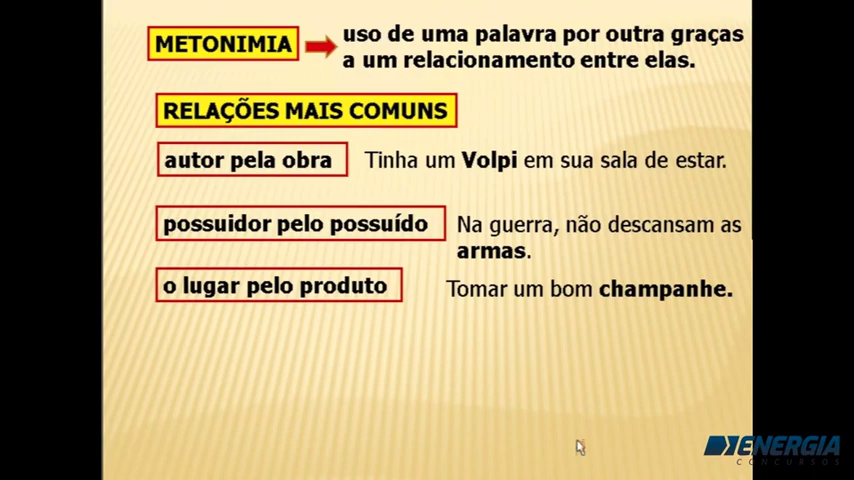 METONIMIA
uso de uma palavra por outra graças
a um relacionamento entre elas.
RELAÇÕES MAIS COMUNS
autor pela obra
Tinha um Volpi em sua sala de estar.
possuidor pelo possuído
Na guerra, não descansam as
armas.
o lugar pelo produto
Tomar um bom champanhe.
ENERGIA
CONCURSOS